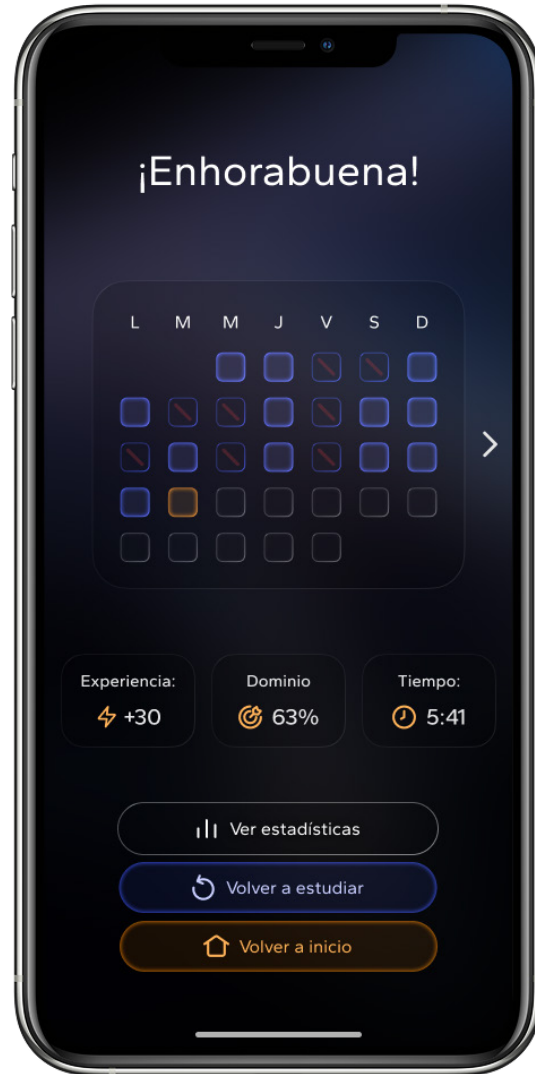 ¡Enhorabuena!
L M M J V S D
Experiencia: Dominio Tiempo:
+30 63% 5:41
Ver estadísticas
Volver a estudiar
Volver a inicio